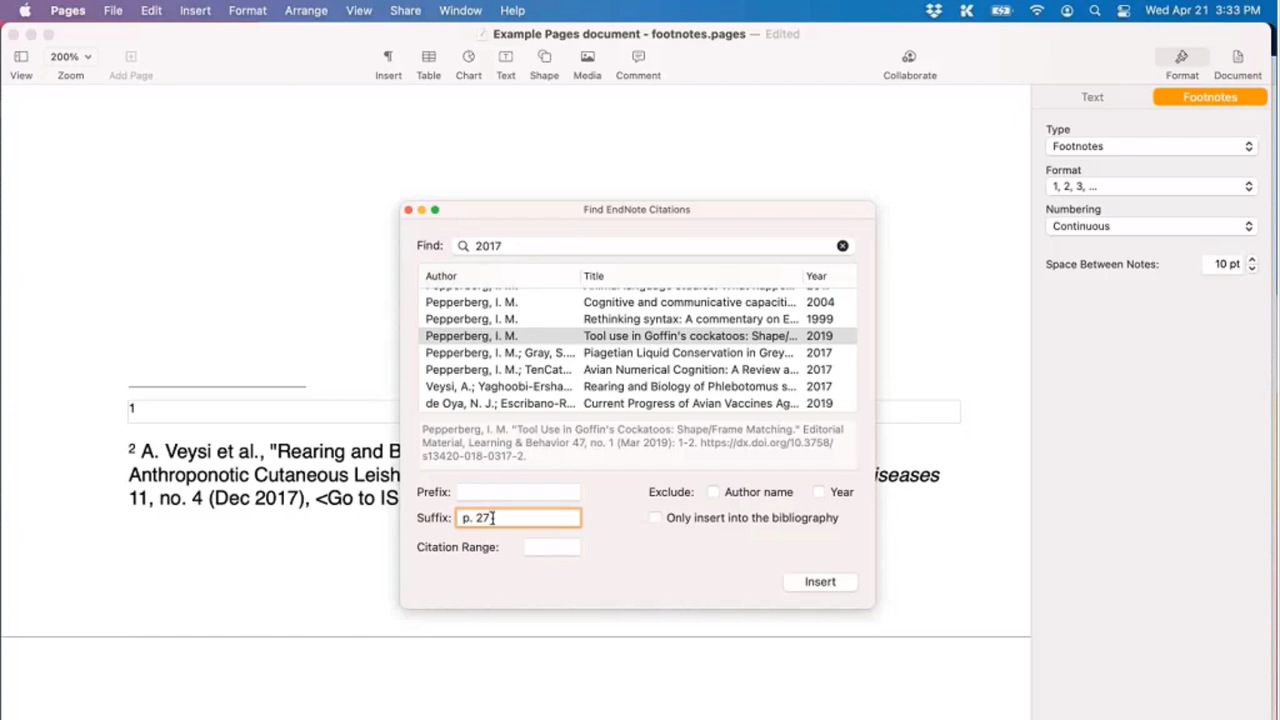 Pages File Edit Insert Format Arrange View Share Window Help Wed Apr 21 3:33 PM
Example Pages document - footnotes.pages — Edited
200%
View Zoom Add Page Insert Table Chart Text Shape Media Comment Collaborate Format Document
Text Footnotes
Type
Footnotes
Format
1, 2, 3, ...
Numbering
Continuous
Space Between Notes: 10 pt
Find EndNote Citations
Find: 2017
Author Title Year
Pepperberg, I. M. Cognitive and communicative capaciti... 2004
Pepperberg, I. M. Rethinking syntax: A commentary on E... 1999
Pepperberg, I. M. Tool use in Goffin's cockatoos: Shape/... 2019
Pepperberg, I. M.; Gray, S.... Piagetian Liquid Conservation in Grey... 2017
Pepperberg, I. M.; TenCat... Avian Numerical Cognition: A Review a... 2017
Veysi, A.; Yaghoobi-Ersha... Rearing and Biology of Phlebotomus s... 2017
de Oya, N. J.; Escribano-R... Current Progress of Avian Vaccines Ag... 2019
Pepperberg, I. M. "Tool Use in Goffin's Cockatoos: Shape/Frame Matching." Editorial
Material, Learning & Behavior 47, no. 1 (Mar 2019): 1-2. https://dx.doi.org/10.3758/
s13420-018-0317-2.
Prefix:
Exclude: Author name Year
Suffix: p. 27
Only insert into the bibliography
Citation Range:
Insert
1
2 A. Veysi et al., "Rearing and B
Anthroponotic Cutaneous Leish iseases
11, no. 4 (Dec 2017), <Go to IS